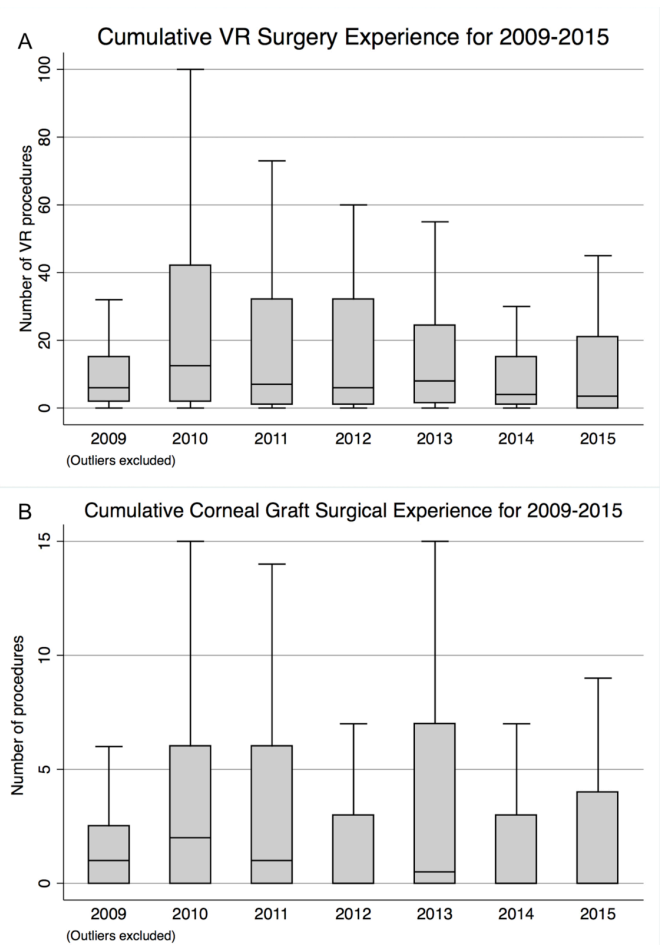 A
Cumulative VR Surgery Experience for 2009-2015
Number of VR procedures
100
80
60
40
20
0
2009 2010 2011 2012 2013 2014 2015
(Outliers excluded)
B
Cumulative Corneal Graft Surgical Experience for 2009-2015
Number of procedures
15
10
5
0
2009 2010 2011 2012 2013 2014 2015
(Outliers excluded)